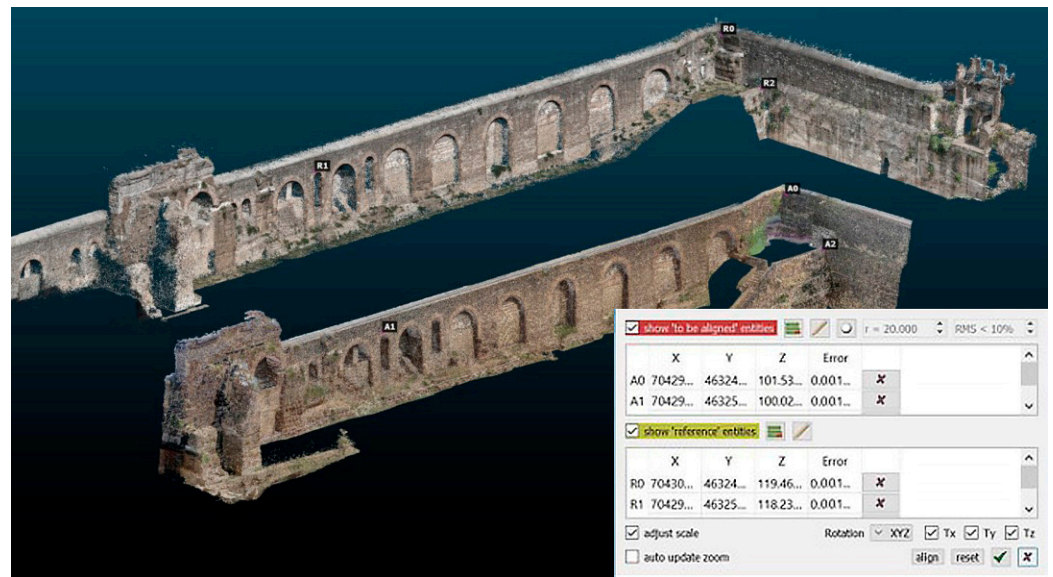 R0
R2
R1
A0
A2
A1
show 'to be aligned' entities r = 20.000 RMS < 10%
X Y Z Error
A0 70429... 46324... 101.53... 0.001...
A1 70429... 46325... 100.02... 0.001...
show 'reference' entities
X Y Z Error
R0 70430... 46324... 119.46... 0.001...
R1 70429... 46325... 118.23... 0.001...
adjust scale Rotation XYZ Tx Ty Tz
auto update zoom align reset